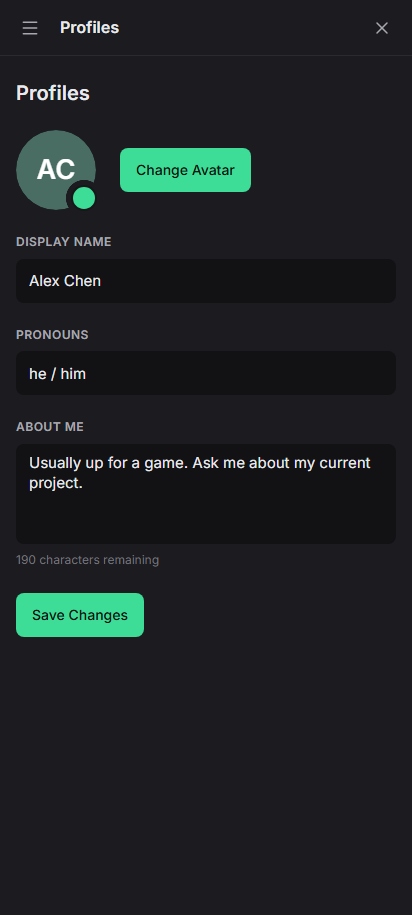 Profiles
Profiles
AC
Change Avatar
DISPLAY NAME
Alex Chen
PRONOUNS
he / him
ABOUT ME
Usually up for a game. Ask me about my current
project.
190 characters remaining
Save Changes